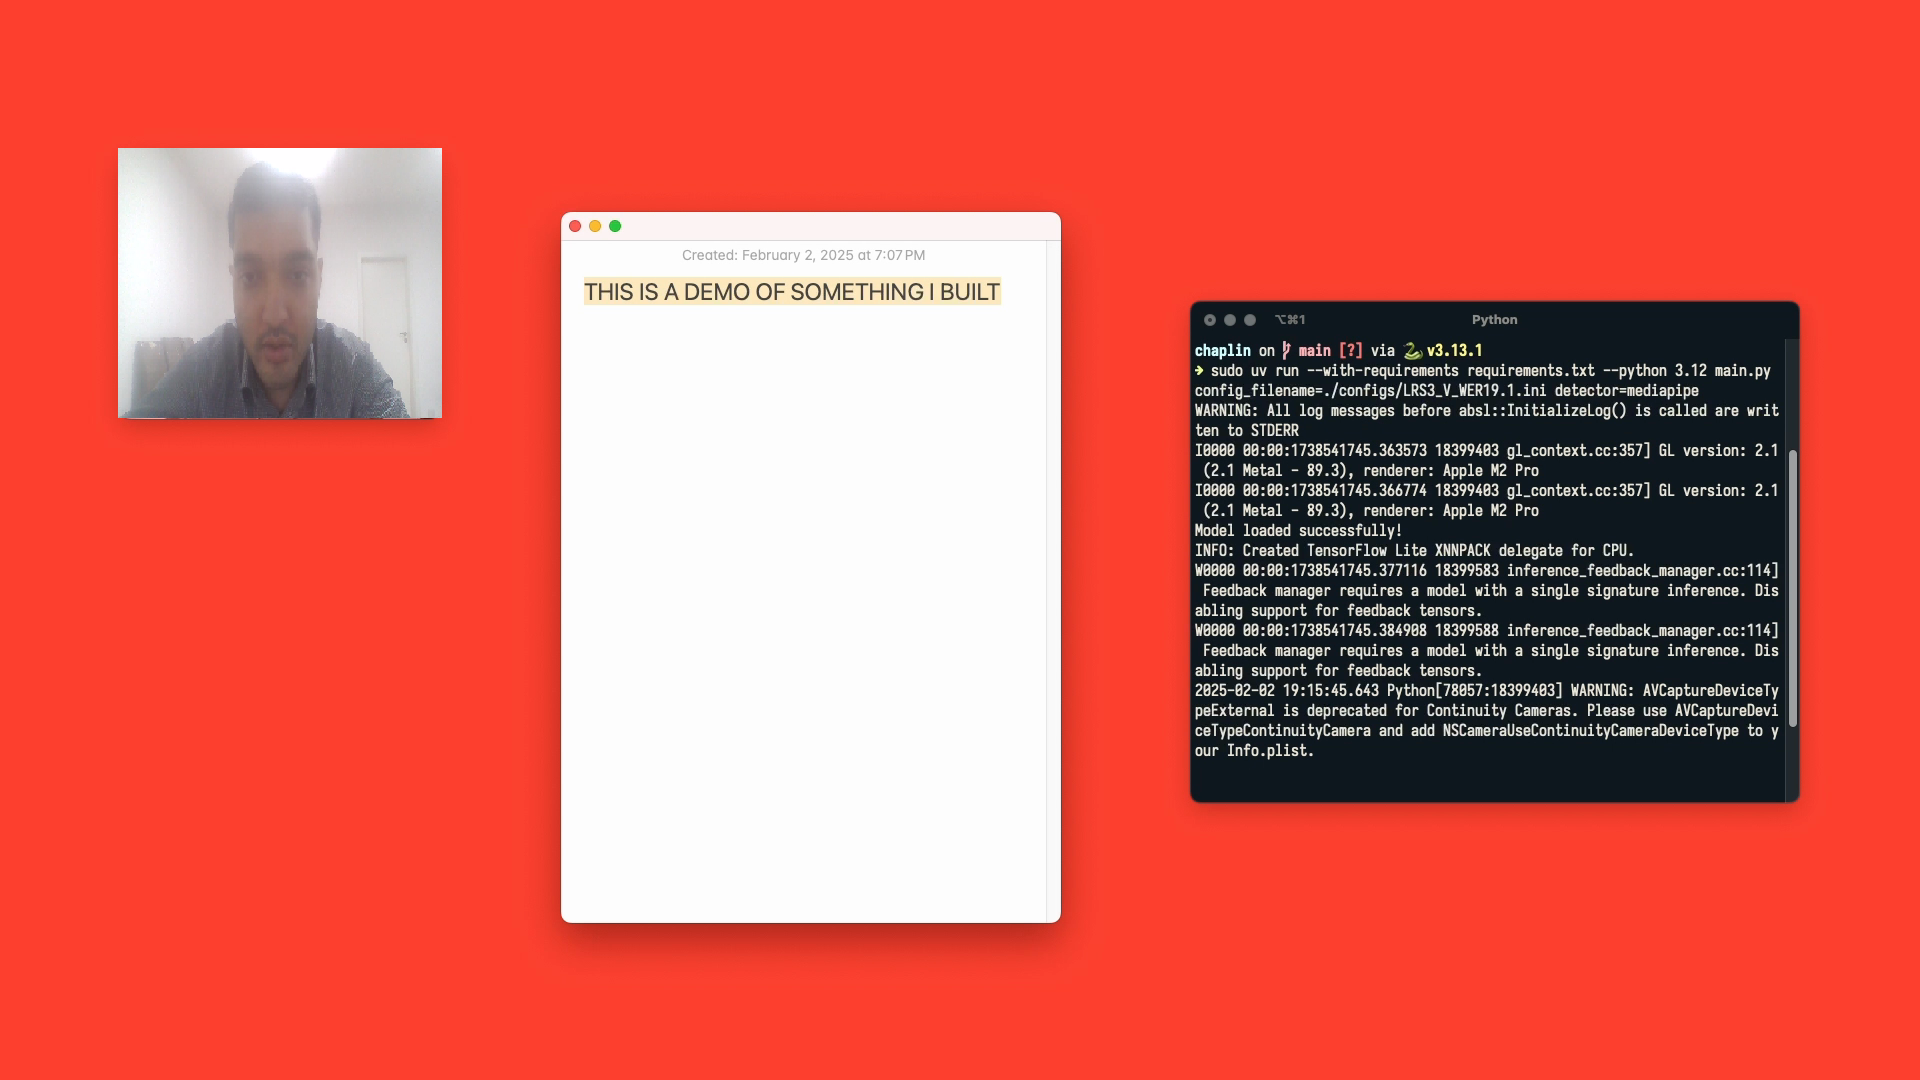 Created: February 2, 2025 at 7:07 PM
THIS IS A DEMO OF SOMETHING I BUILT
⌥⌘1 Python
chaplin on main [?] via 🐍 v3.13.1
➜ sudo uv run --with-requirements requirements.txt --python 3.12 main.py
config_filename=./configs/LRS3_V_WER19.1.ini detector=mediapipe
WARNING: All log messages before absl::InitializeLog() is called are writ
ten to STDERR
I0000 00:00:1738541745.363573 18399403 gl_context.cc:357] GL version: 2.1
(2.1 Metal - 89.3), renderer: Apple M2 Pro
I0000 00:00:1738541745.366774 18399403 gl_context.cc:357] GL version: 2.1
(2.1 Metal - 89.3), renderer: Apple M2 Pro
Model loaded successfully!
INFO: Created TensorFlow Lite XNNPACK delegate for CPU.
W0000 00:00:1738541745.377116 18399583 inference_feedback_manager.cc:114]
Feedback manager requires a model with a single signature inference. Dis
abling support for feedback tensors.
W0000 00:00:1738541745.384908 18399588 inference_feedback_manager.cc:114]
Feedback manager requires a model with a single signature inference. Dis
abling support for feedback tensors.
2025-02-02 19:15:45.643 Python[78057:18399403] WARNING: AVCaptureDeviceTy
peExternal is deprecated for Continuity Cameras. Please use AVCaptureDevi
ceTypeContinuityCamera and add NSCameraUseContinuityCameraDeviceType to y
our Info.plist.